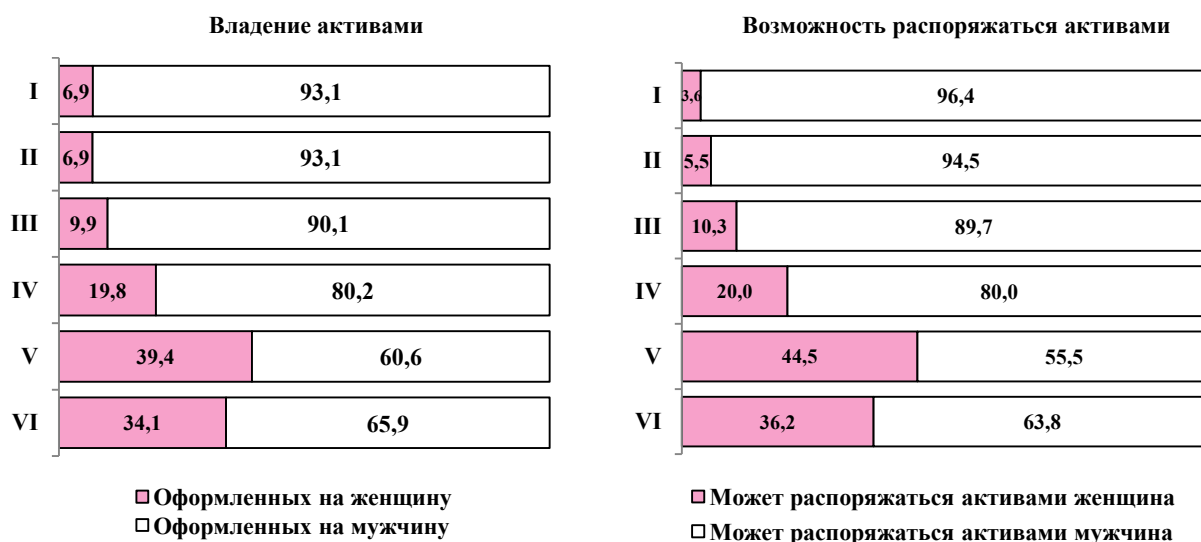 Владение активами
I 6,9 93,1
II 6,9 93,1
III 9,9 90,1
IV 19,8 80,2
V 39,4 60,6
VI 34,1 65,9
Оформленных на женщину
Оформленных на мужчину
Возможность распоряжаться активами
I 3,6 96,4
II 5,5 94,5
III 10,3 89,7
IV 20,0 80,0
V 44,5 55,5
VI 36,2 63,8
Может распоряжаться активами женщина
Может распоряжаться активами мужчина